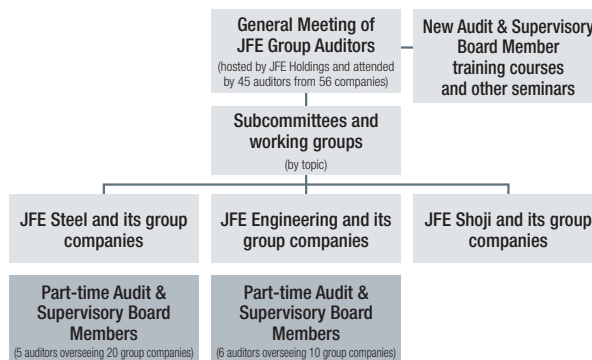 General Meeting of
JFE Group Auditors
(hosted by JFE Holdings and attended
by 45 auditors from 56 companies)
New Audit & Supervisory
Board Member
training courses
and other seminars
Subcommittees and
working groups
(by topic)
JFE Steel and its group
companies
JFE Engineering and its
group companies
JFE Shoji and its group
companies
Part-time Audit &
Supervisory Board
Members
(5 auditors overseeing 20 group companies)
Part-time Audit &
Supervisory Board
Members
(6 auditors overseeing 10 group companies)